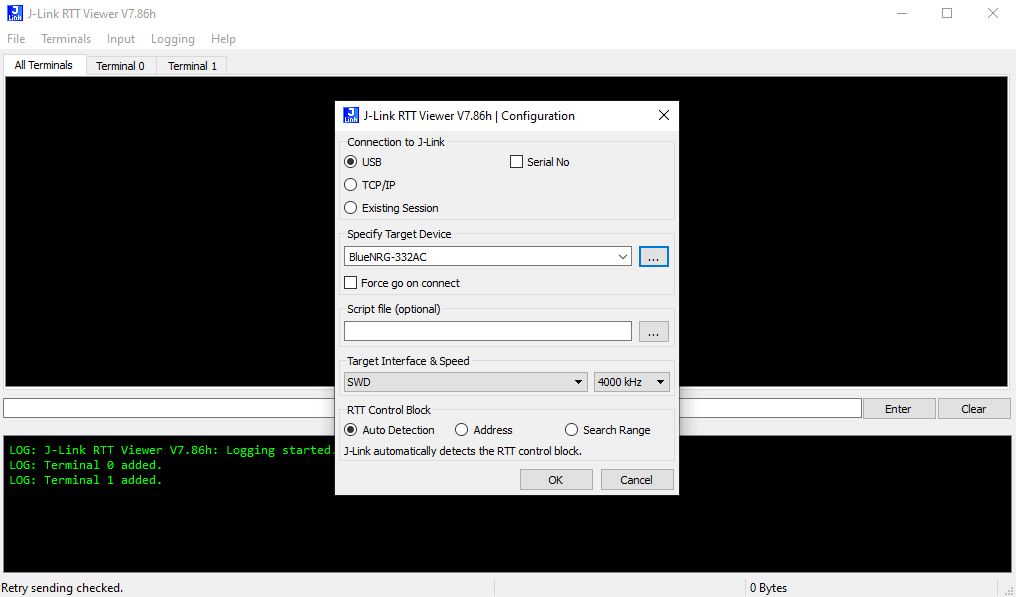 J-Link RTT Viewer V7.86h
File Terminals Input Logging Help
All Terminals Terminal 0 Terminal 1
J-Link RTT Viewer V7.86h | Configuration
Connection to J-Link
USB Serial No
TCP/IP
Existing Session
Specify Target Device
BlueNRG-332AC ...
Force go on connect
Script file (optional)
...
Target Interface & Speed
SWD 4000 kHz
RTT Control Block
Auto Detection Address Search Range
J-Link automatically detects the RTT control block.
OK Cancel
Enter Clear
LOG: J-Link RTT Viewer V7.86h: Logging started.
LOG: Terminal 0 added.
LOG: Terminal 1 added.
Retry sending checked. 0 Bytes